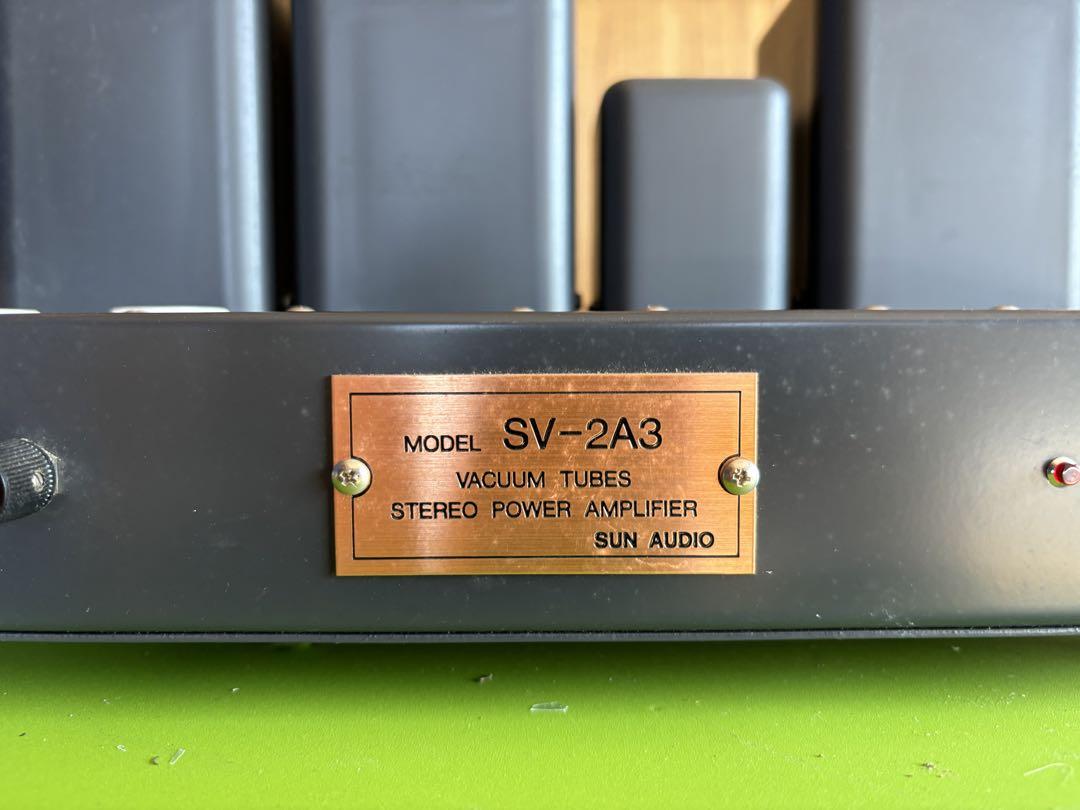 MODEL SV-2A3
VACUUM TUBES
STEREO POWER AMPLIFIER
SUN AUDIO